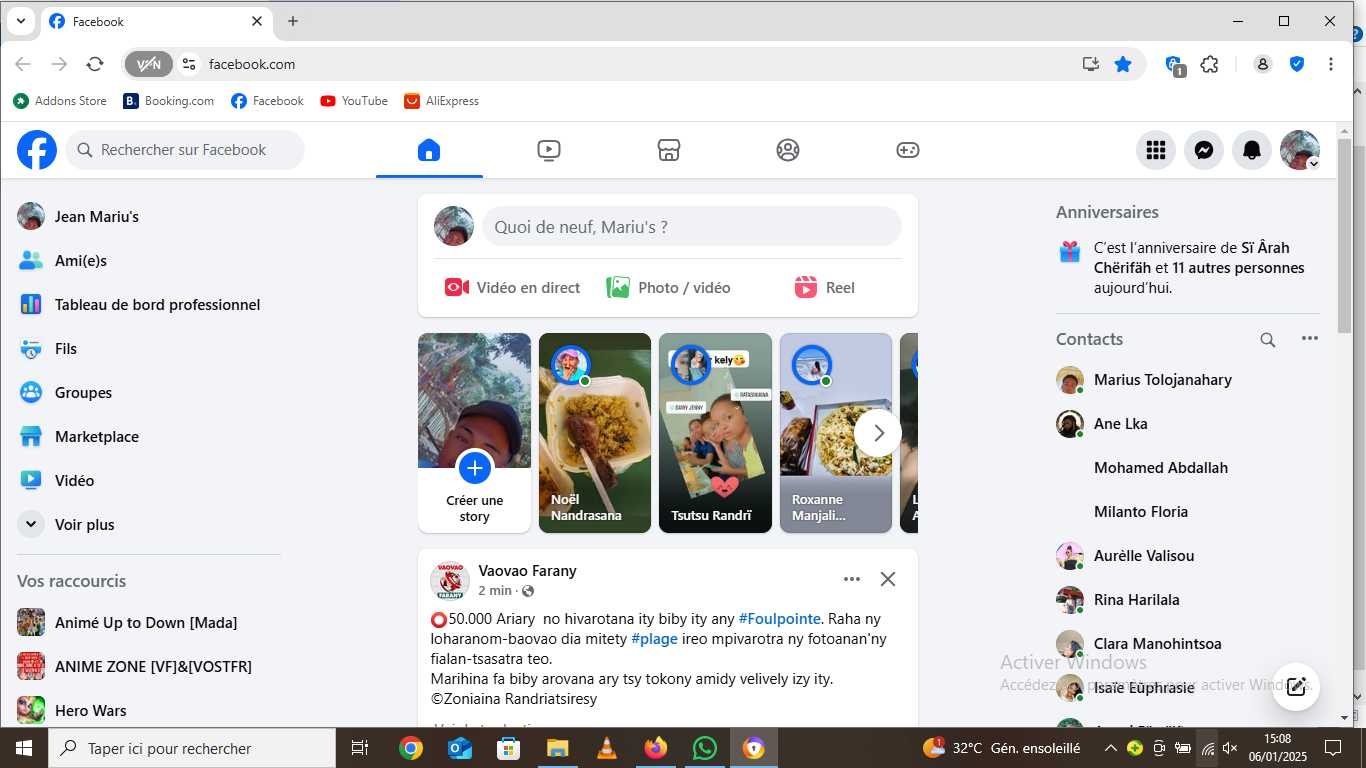 Facebook
VPN
facebook.com
1
Addons Store
Booking.com
Facebook
YouTube
AliExpress
Rechercher sur Facebook
Jean Mariu's
Ami(e)s
Tableau de bord professionnel
Fils
Groupes
Marketplace
Vidéo
Voir plus
Vos raccourcis
Animé Up to Down [Mada]
ANIME ZONE [VF]&[VOSTFR]
Hero Wars
Quoi de neuf, Mariu's ?
Vidéo en direct
Photo / vidéo
Reel
Créer une
story
Noël
Nandrasana
kely😋
Tsutsu Randrï
Roxanne
Manjali...
Vaovao Farany
2 min ·
VAOVAO
FARANY
⭕50.000 Ariary no hivarotana ity biby ity any #Foulpointe. Raha ny
loharanom-baovao dia mitety #plage ireo mpivarotra ny fotoanan'ny
fialan-tsasatra teo.
Marihina fa biby arovana ary tsy tokony amidy velively izy ity.
©Zoniaina Randriatsiresy
Anniversaires
C'est l'anniversaire de Sï Ârah
Chërifäh et 11 autres personnes
aujourd'hui.
Contacts
Marius Tolojanahary
Ane Lka
Mohamed Abdallah
Milanto Floria
Aurèlle Valisou
Rina Harilala
Clara Manohintsoa
Isaïe Euphrasie
Activer Windows
Taper ici pour rechercher
1
32°C Gén. ensoleillé
15:08
06/01/2025